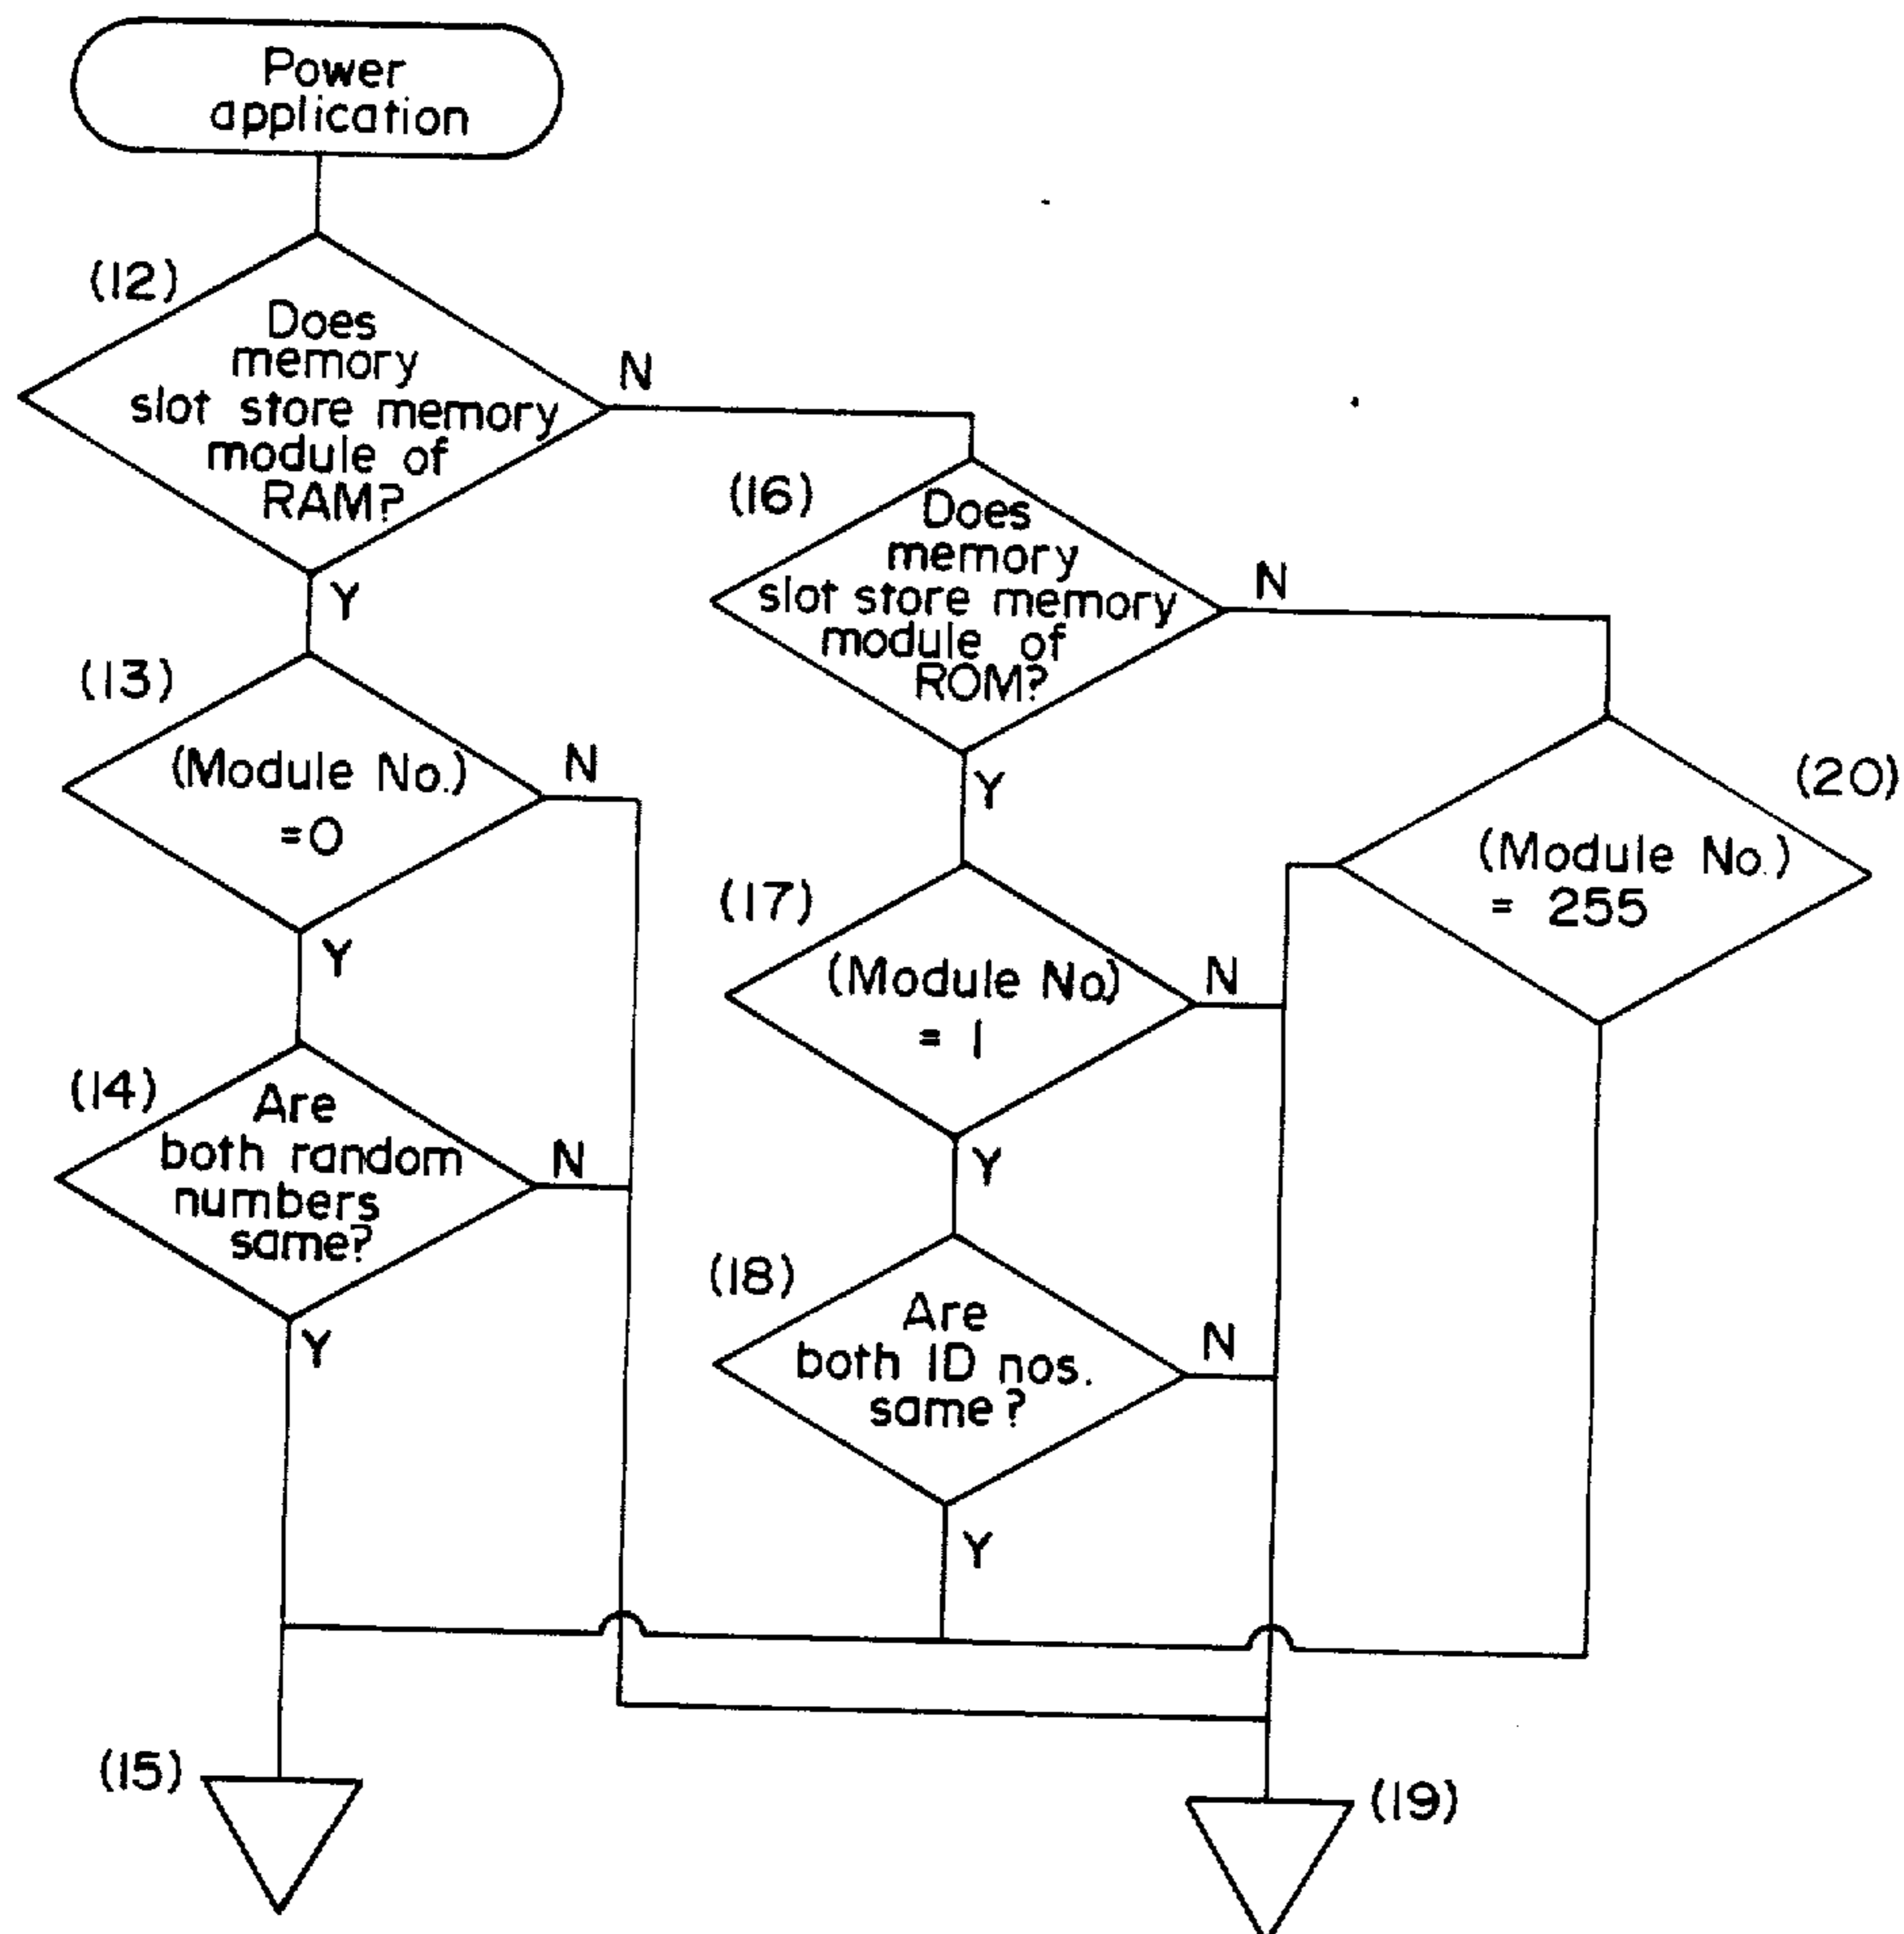 Power
application
(12)
Does
memory
slot store memory
module of
RAM?
N
Y
(16)
Does
memory
slot store memory
module of
ROM?
N
Y
(13)
(Module No.)
=0
N
Y
(20)
(Module No.)
= 255
(17)
(Module No)
= 1
N
Y
(14)
Are
both random
numbers
same?
N
Y
(18)
Are
both ID nos.
same?
N
Y
(15)
(19)